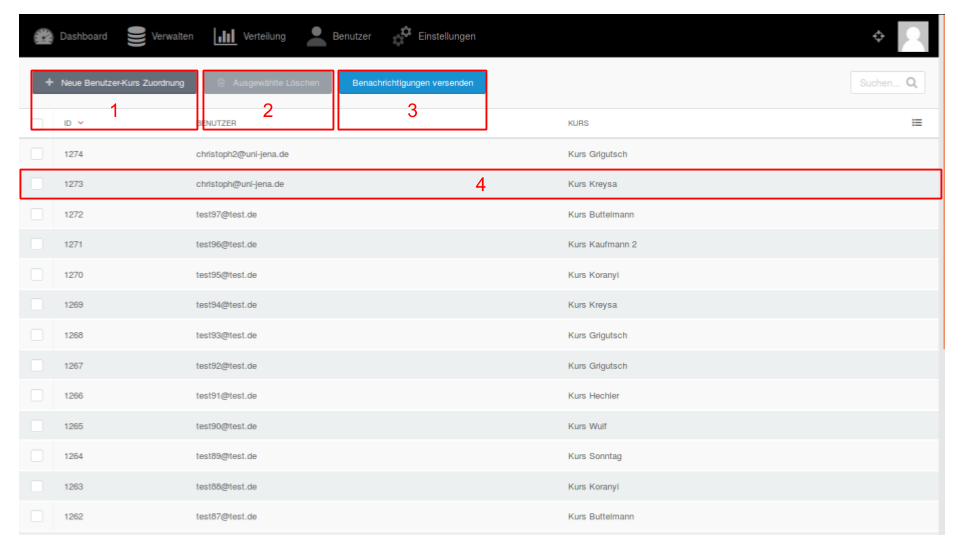 Dashboard Verwalten Verteilung Benutzer Einstellungen
+ Neue Benutzer-Kurs Zuordnung Ausgewählte Löschen Benachrichtigungen versenden Suchen...
1 2 3
ID BENUTZER KURS
1274 christoph2@uni-jena.de Kurs Grigutsch
1273 christoph@uni-jena.de 4 Kurs Kreysa
1272 test97@test.de Kurs Buttelmann
1271 test96@test.de Kurs Kaufmann 2
1270 test95@test.de Kurs Koranyi
1269 test94@test.de Kurs Kreysa
1268 test93@test.de Kurs Grigutsch
1267 test92@test.de Kurs Grigutsch
1266 test91@test.de Kurs Hechler
1265 test90@test.de Kurs Wulf
1264 test89@test.de Kurs Sonntag
1263 test88@test.de Kurs Koranyi
1262 test87@test.de Kurs Buttelmann